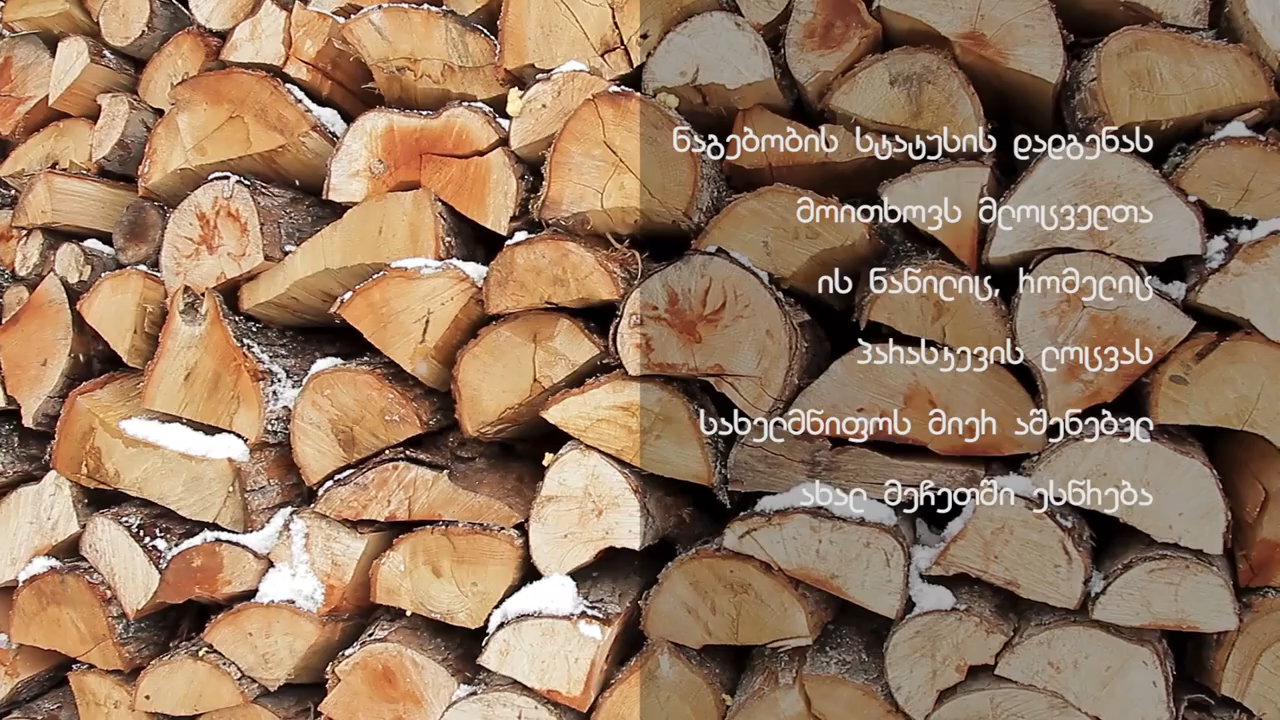 ნაგებობის სტატუსის დადგენას
მოითხოვს მლოცველთა
ის ნაწილიც, რომელიც
პარასკევის ლოცვას
სახელმწიფოს მიერ აშენებულ
ახალ მეჩეთში ესწრება